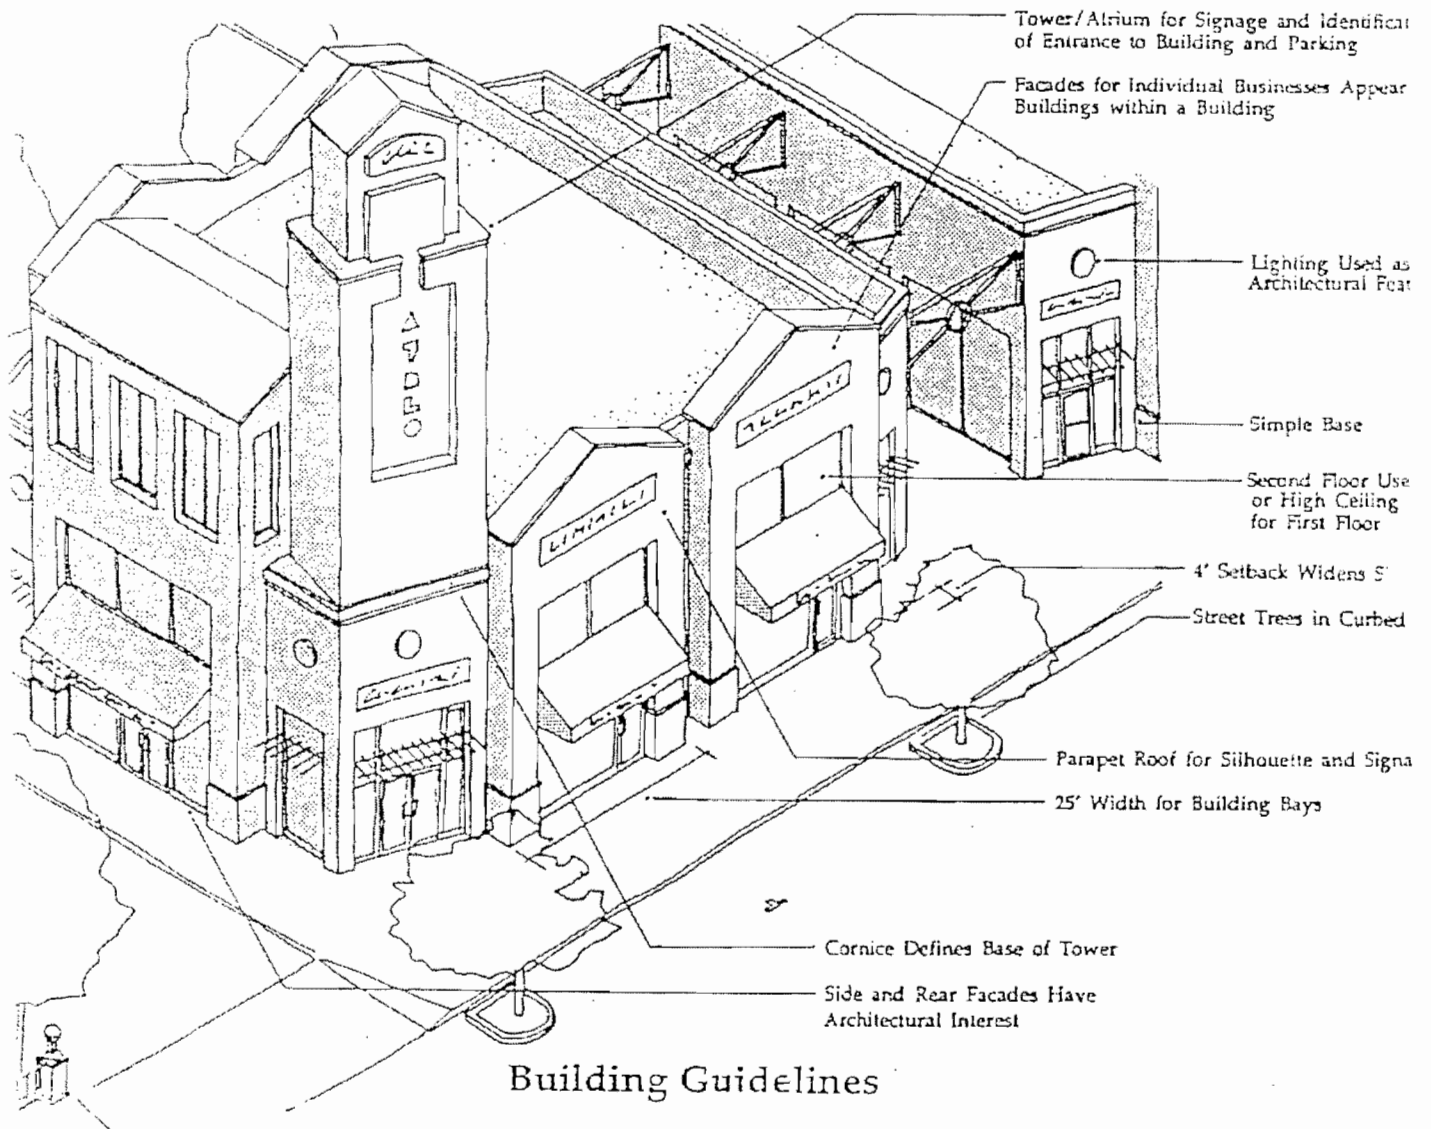 Tower/Atrium for Signage and Identificat
of Entrance to Building and Parking
Facades for Individual Businesses Appear
Buildings within a Building
Lighting Used as
Architectural Feat
Simple Base
Second Floor Use
or High Ceiling
for First Floor
4' Setback Widens S
Street Trees in Curbed
Parapet Roof for Silhouette and Signa
25' Width for Building Bays
Cornice Defines Base of Tower
Side and Rear Facades Have
Architectural Interest
Building Guidelines